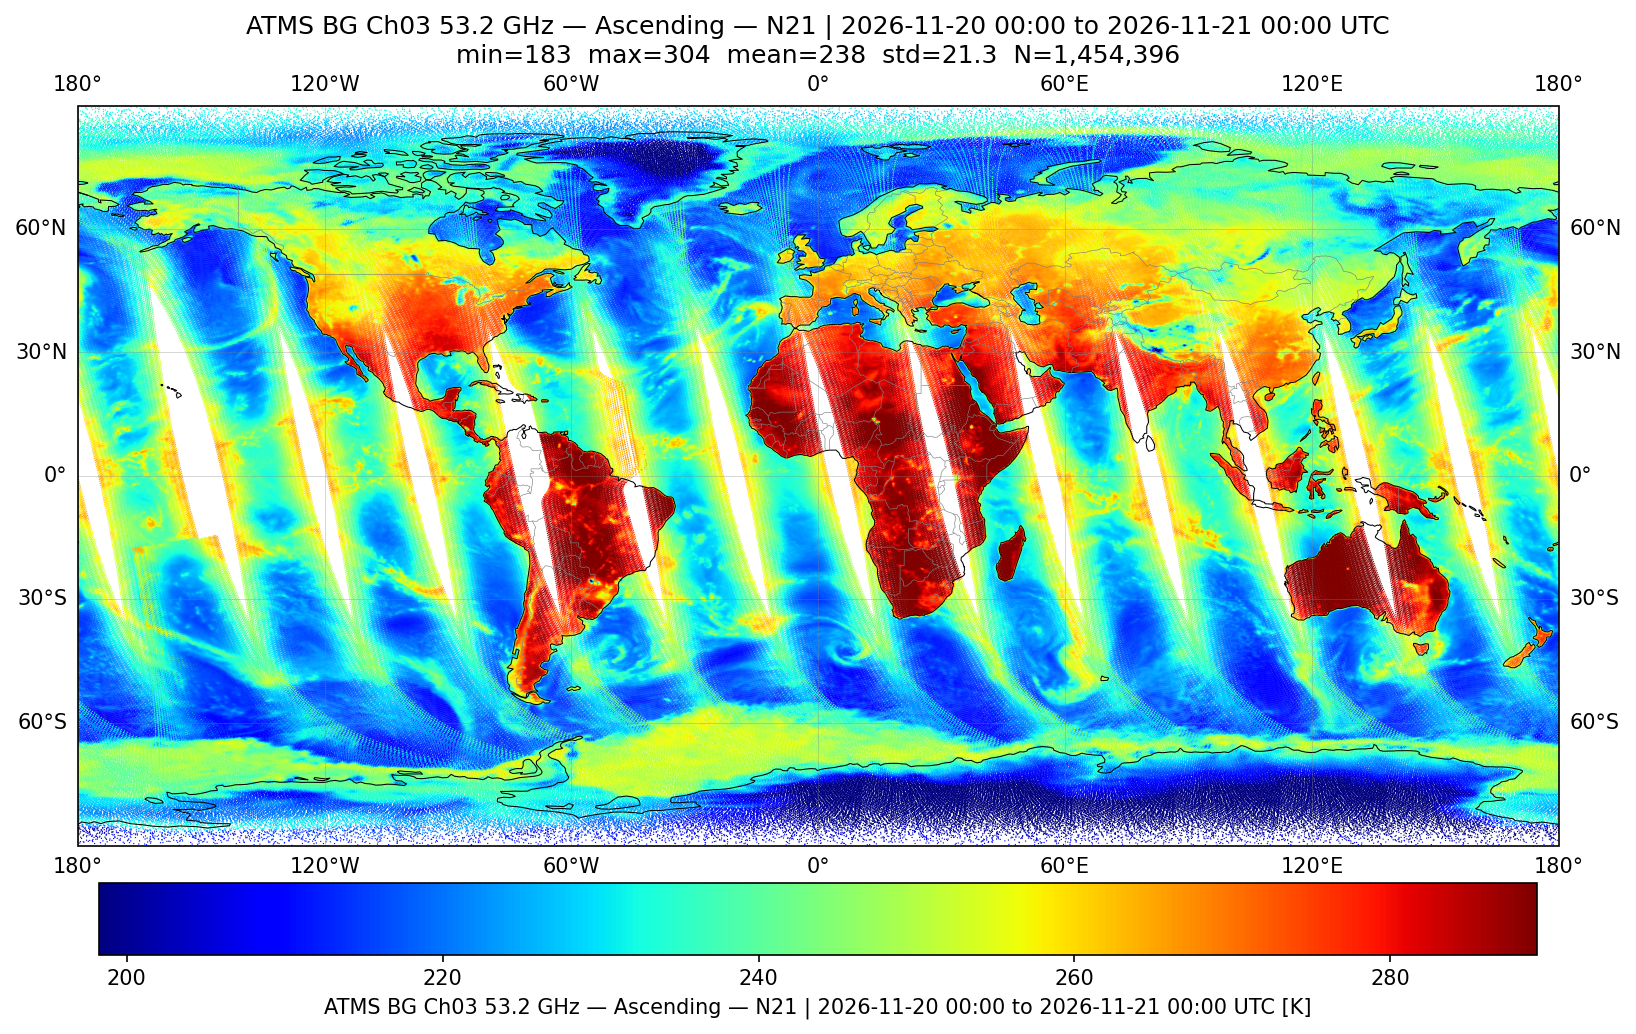 ATMS BG Ch03 53.2 GHz — Ascending — N21 | 2026-11-20 00:00 to 2026-11-21 00:00 UTC
min=183 max=304 mean=238 std=21.3 N=1,454,396
180° 120°W 60°W 0° 60°E 120°E 180°
60°N 60°N
30°N 30°N
0° 0°
30°S 30°S
60°S 60°S
180° 120°W 60°W 0° 60°E 120°E 180°
200 220 240 260 280
ATMS BG Ch03 53.2 GHz — Ascending — N21 | 2026-11-20 00:00 to 2026-11-21 00:00 UTC [K]